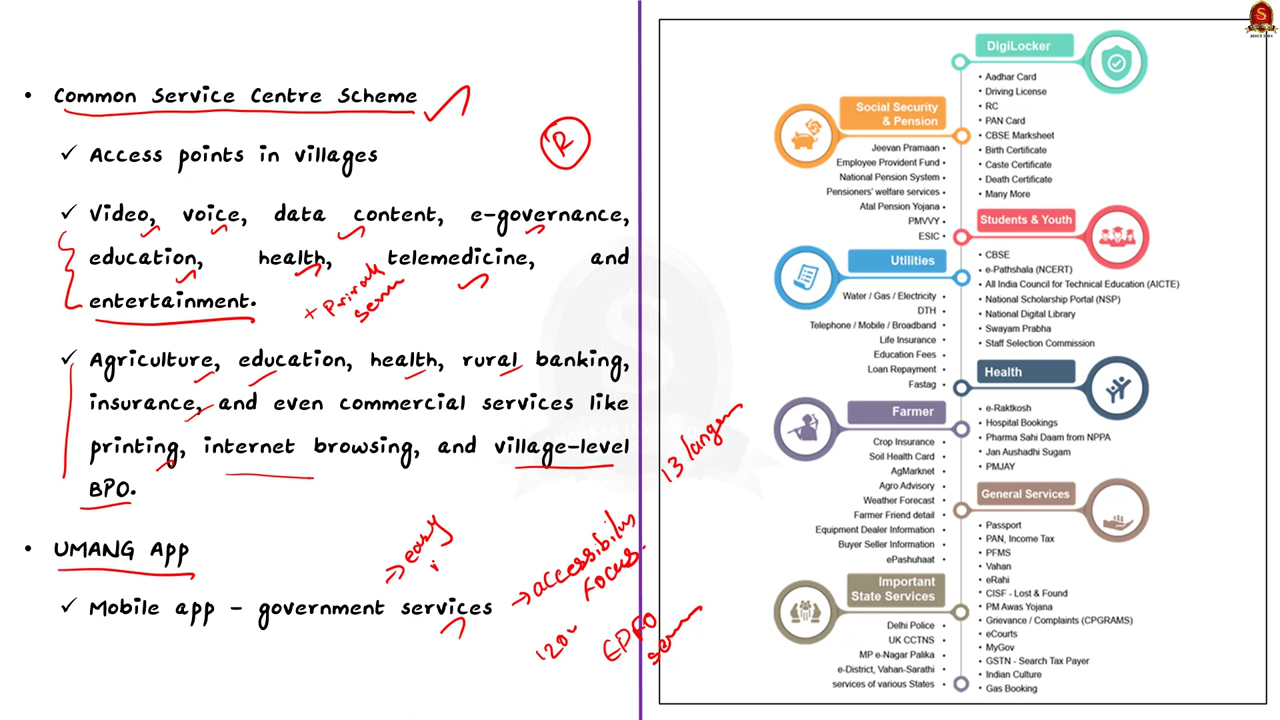 • Common Service Centre Scheme
✓ Access points in villages
R
✓ Video, voice, data content, e-governance,
education, health, telemedicine, and
entertainment.
+ Private
✓ Agriculture, education, health, rural banking,
insurance, and even commercial services like
printing, internet browsing, and village-level
BPO.
• UMANG App
→ easy
✓ Mobile app - government services
→ accessibility
Focus.
EPFO
DigiLocker
• Aadhar Card
• Driving License
• RC
• PAN Card
• CBSE Marksheet
• Birth Certificate
• Caste Certificate
• Death Certificate
• Many More
Social Security
& Pension
Jeevan Pramaan •
Employee Provident Fund •
National Pension System •
Pensioners' welfare services •
Atal Pension Yojana •
PMVVY •
ESIC •
Students & Youth
• CBSE
• e-Pathshala (NCERT)
• All India Council for Technical Education (AICTE)
• National Scholarship Portal (NSP)
• National Digital Library
• Swayam Prabha
• Staff Selection Commission
Utilities
Water / Gas / Electricity •
DTH •
Telephone / Mobile / Broadband •
Life Insurance •
Education Fees •
Loan Repayment •
Fastag •
Health
• e-Raktkosh
• Hospital Bookings
• Pharma Sahi Daam from NPPA
• Jan Aushadhi Sugam
• PMJAY
Farmer
Crop Insurance •
Soil Health Card •
AgMarknet •
Agro Advisory •
Weather Forecast •
Farmer Friend detail •
Equipment Dealer Information •
Buyer Seller Information •
ePashuhaat •
13
General Services
• Passport
• PAN, Income Tax
• PFMS
• Vahan
• eRahi
• CISF - Lost & Found
• PM Awas Yojana
• Grievance / Complaints (CPGRAMS)
• eCourts
• MyGov
• GSTN - Search Tax Payer
• Indian Culture
• Gas Booking
Important
State Services
Delhi Police •
UK CCTNS •
MP e-Nagar Palika •
e-District, Vahan-Sarathi •
services of various States •